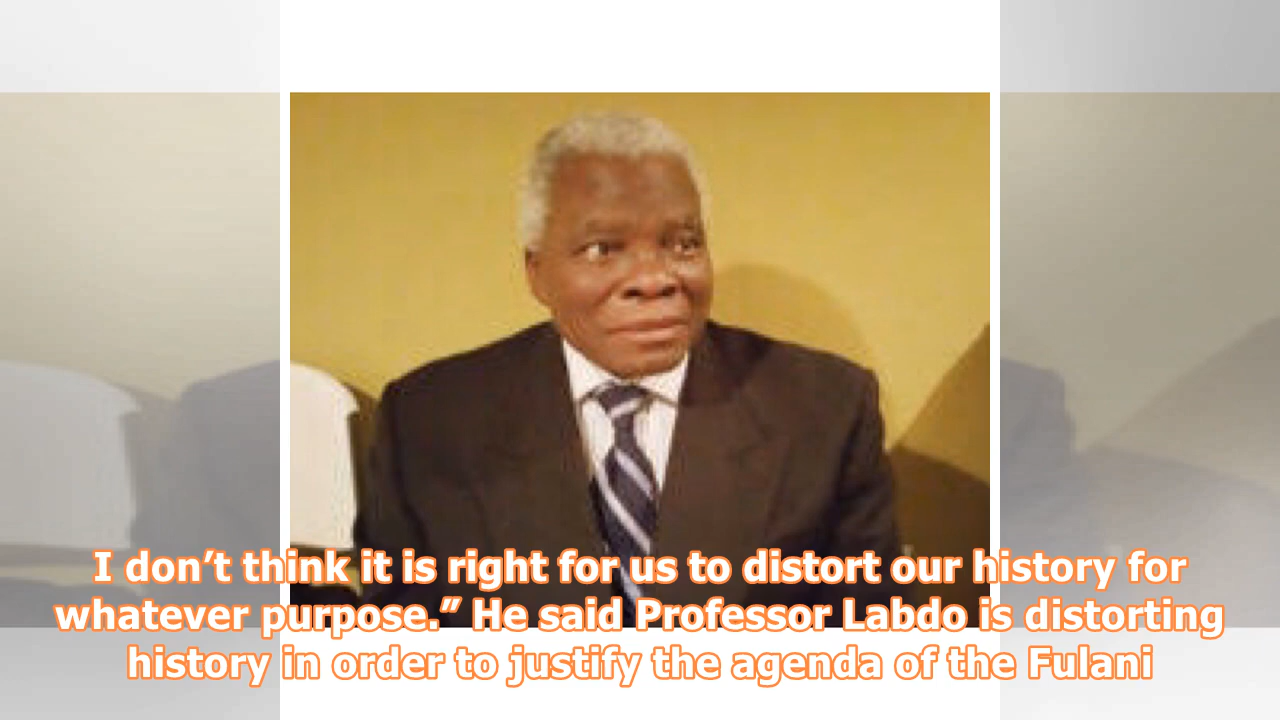 I don’t think it is right for us to distort our history for
whatever purpose.” He said Professor Labdo is distorting
history in order to justify the agenda of the Fulani